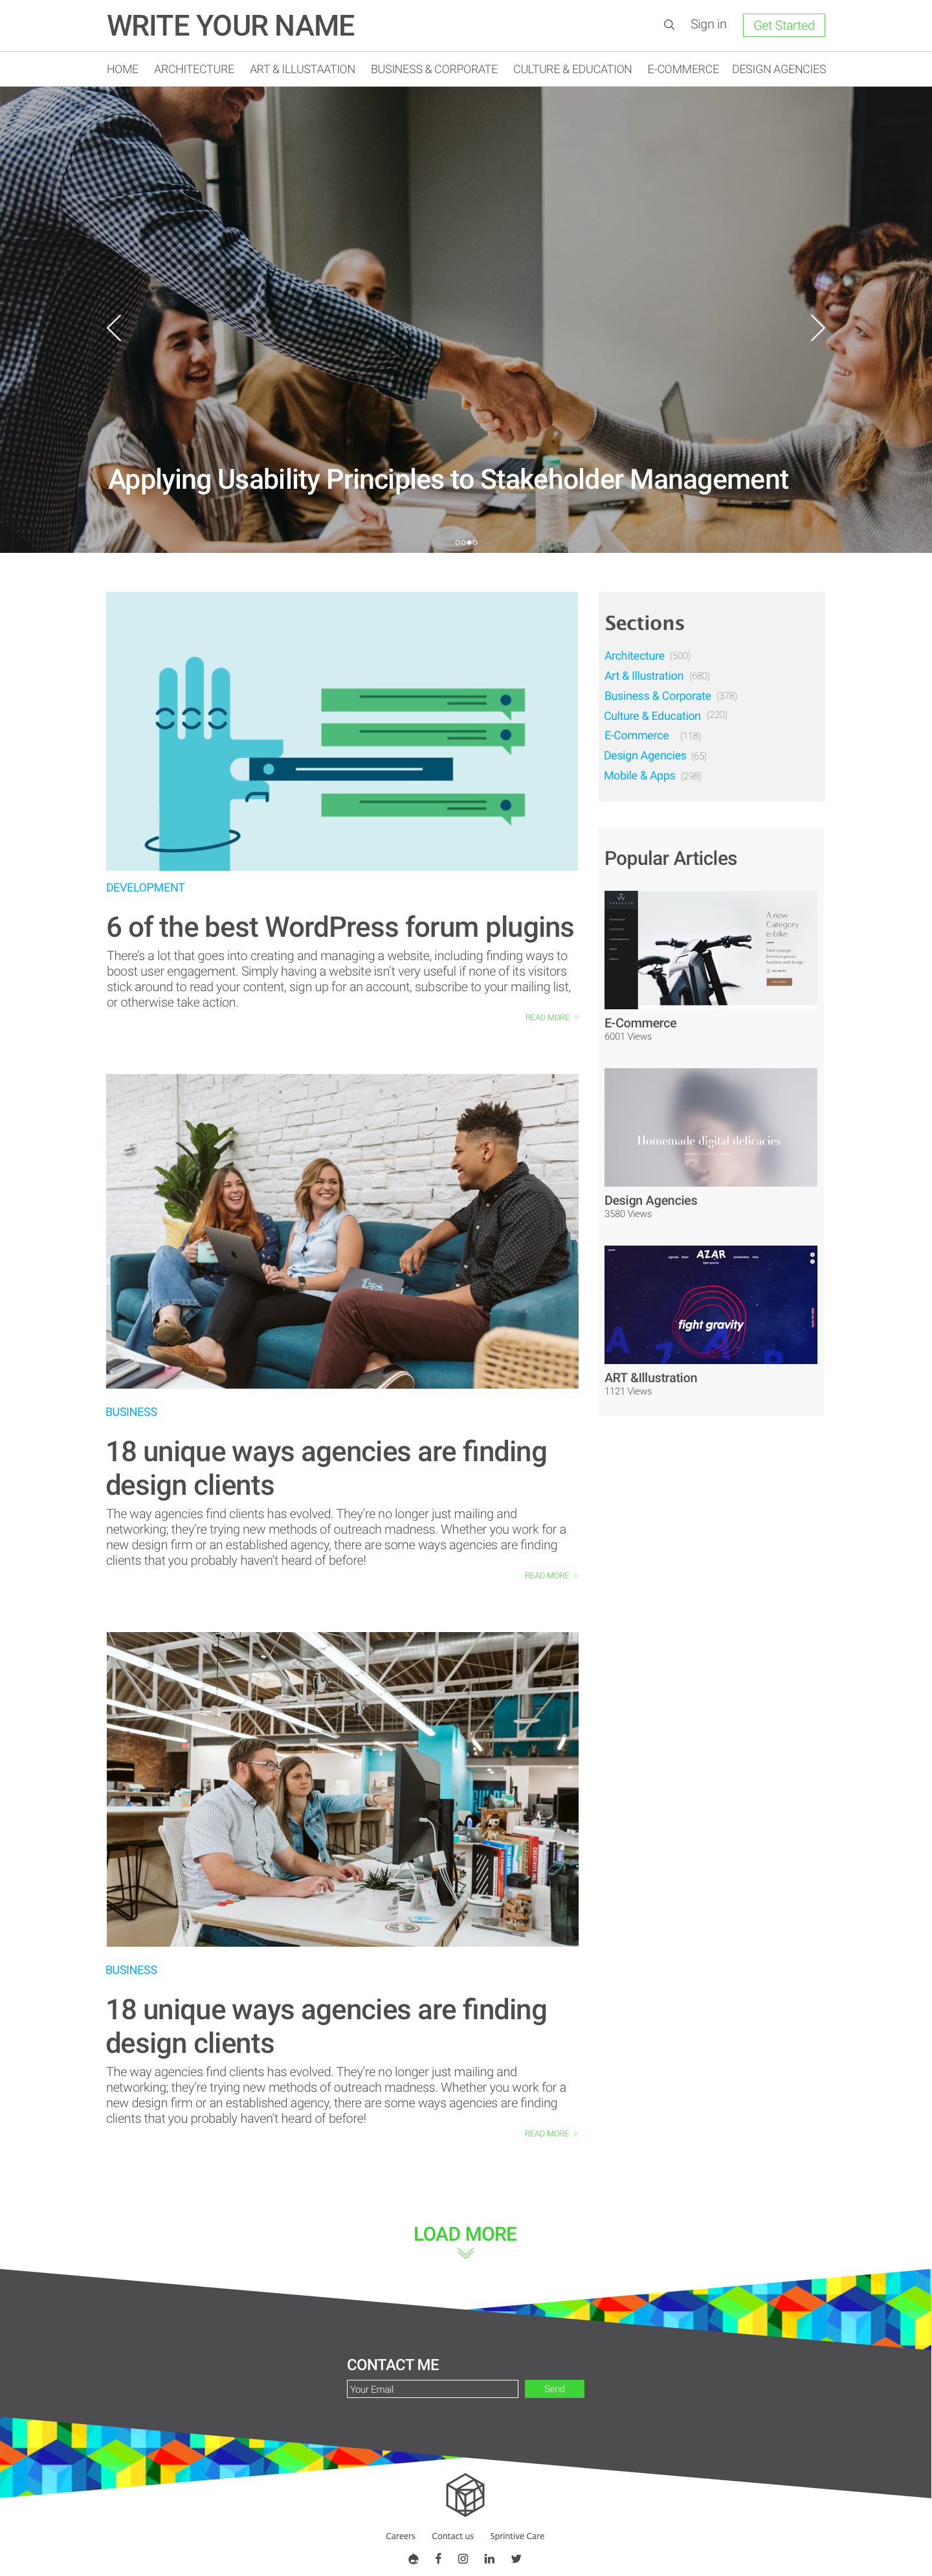 WRITE YOUR NAME
Sign in
Get Started
HOME ARCHITECTURE ART & ILLUSTAATION BUSINESS & CORPORATE CULTURE & EDUCATION E-COMMERCE DESIGN AGENCIES
Applying Usability Principles to Stakeholder Management
DEVELOPMENT
6 of the best WordPress forum plugins
There's a lot that goes into creating and managing a website, including finding ways to
boost user engagement. Simply having a website isn't very useful if none of its visitors
stick around to read your content, sign up for an account, subscribe to your mailing list,
or otherwise take action.
READ MORE »
BUSINESS
18 unique ways agencies are finding
design clients
The way agencies find clients has evolved. They're no longer just mailing and
networking; they're trying new methods of outreach madness. Whether you work for a
new design firm or an established agency, there are some ways agencies are finding
clients that you probably haven't heard of before!
READ MORE »
BUSINESS
18 unique ways agencies are finding
design clients
The way agencies find clients has evolved. They're no longer just mailing and
networking; they're trying new methods of outreach madness. Whether you work for a
new design firm or an established agency, there are some ways agencies are finding
clients that you probably haven't heard of before!
READ MORE >
Sections
Architecture (500)
Art & Illustration (680)
Business & Corporate (378)
Culture & Education (220)
E-Commerce (118)
Design Agencies (65)
Mobile & Apps (298)
Popular Articles
A new
Category
e-bike
Total synergy
between power
function and design
E-Commerce
6001 Views
Homemade digital delicacies
Design Agencies
3580 Views
AZAR
fight gravity
fight gravity
AZAR
ART &Illustration
1121 Views
LOAD MORE
CONTACT ME
Your Email
Send
Careers Contact us Sprintive Care